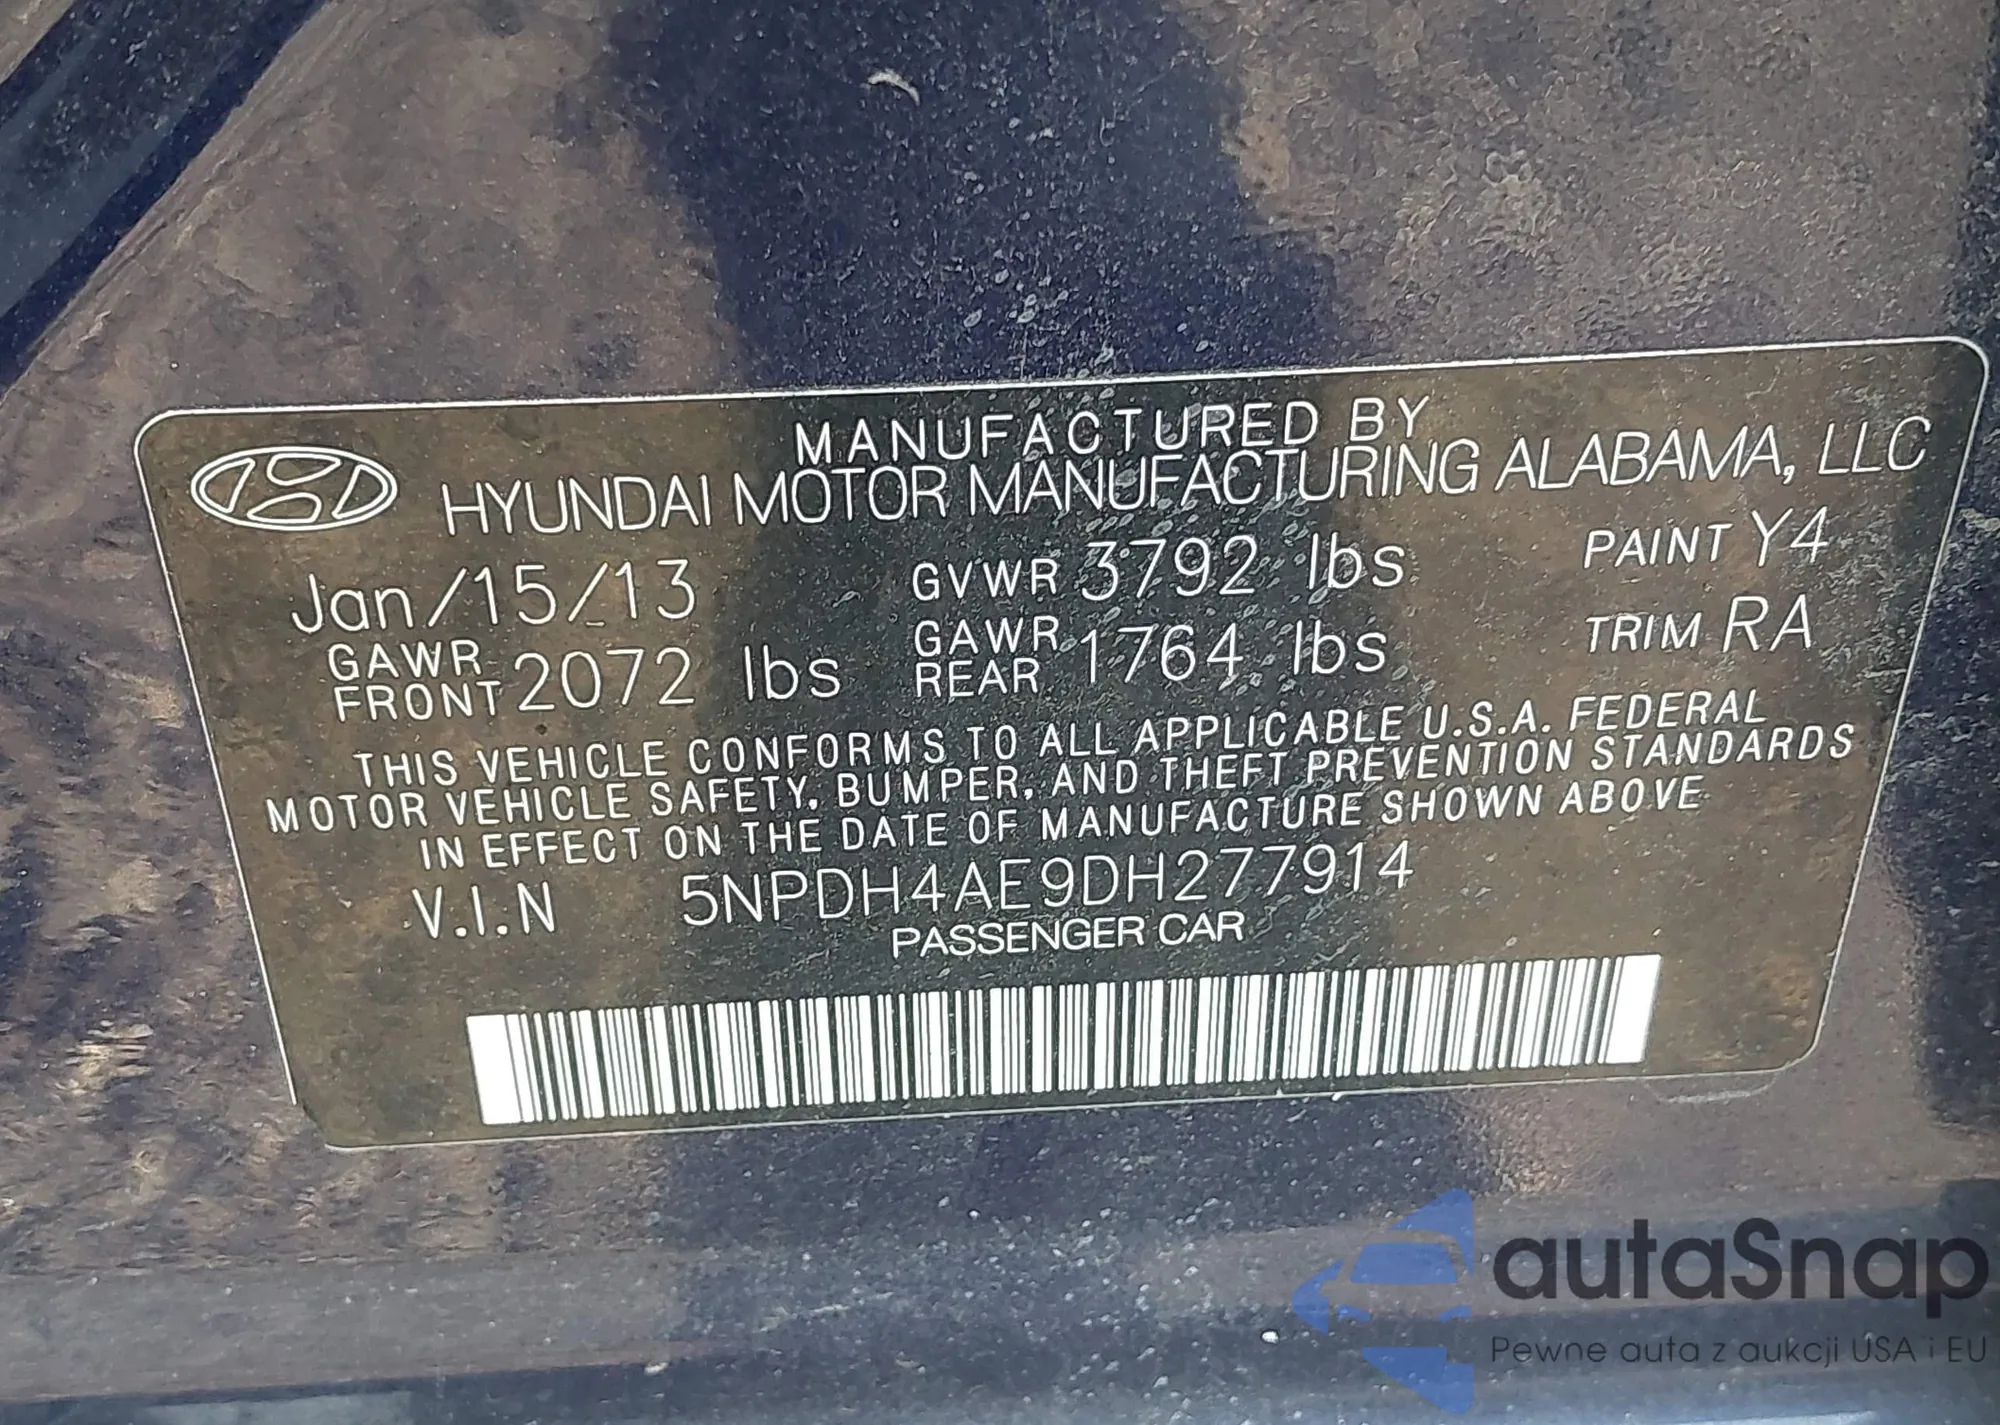 MANUFACTURED BY
HYUNDAI MOTOR MANUFACTURING ALABAMA, LLC
Jan/15/13 GVWR 3792 lbs PAINT Y4
GAWR FRONT 2072 lbs GAWR REAR 1764 lbs TRIM RA
THIS VEHICLE CONFORMS TO ALL APPLICABLE U.S.A. FEDERAL
MOTOR VEHICLE SAFETY, BUMPER, AND THEFT PREVENTION STANDARDS
IN EFFECT ON THE DATE OF MANUFACTURE SHOWN ABOVE
V.I.N 5NPDH4AE9DH277914
PASSENGER CAR
autaSnap
Pewne auta z aukcji USA i EU